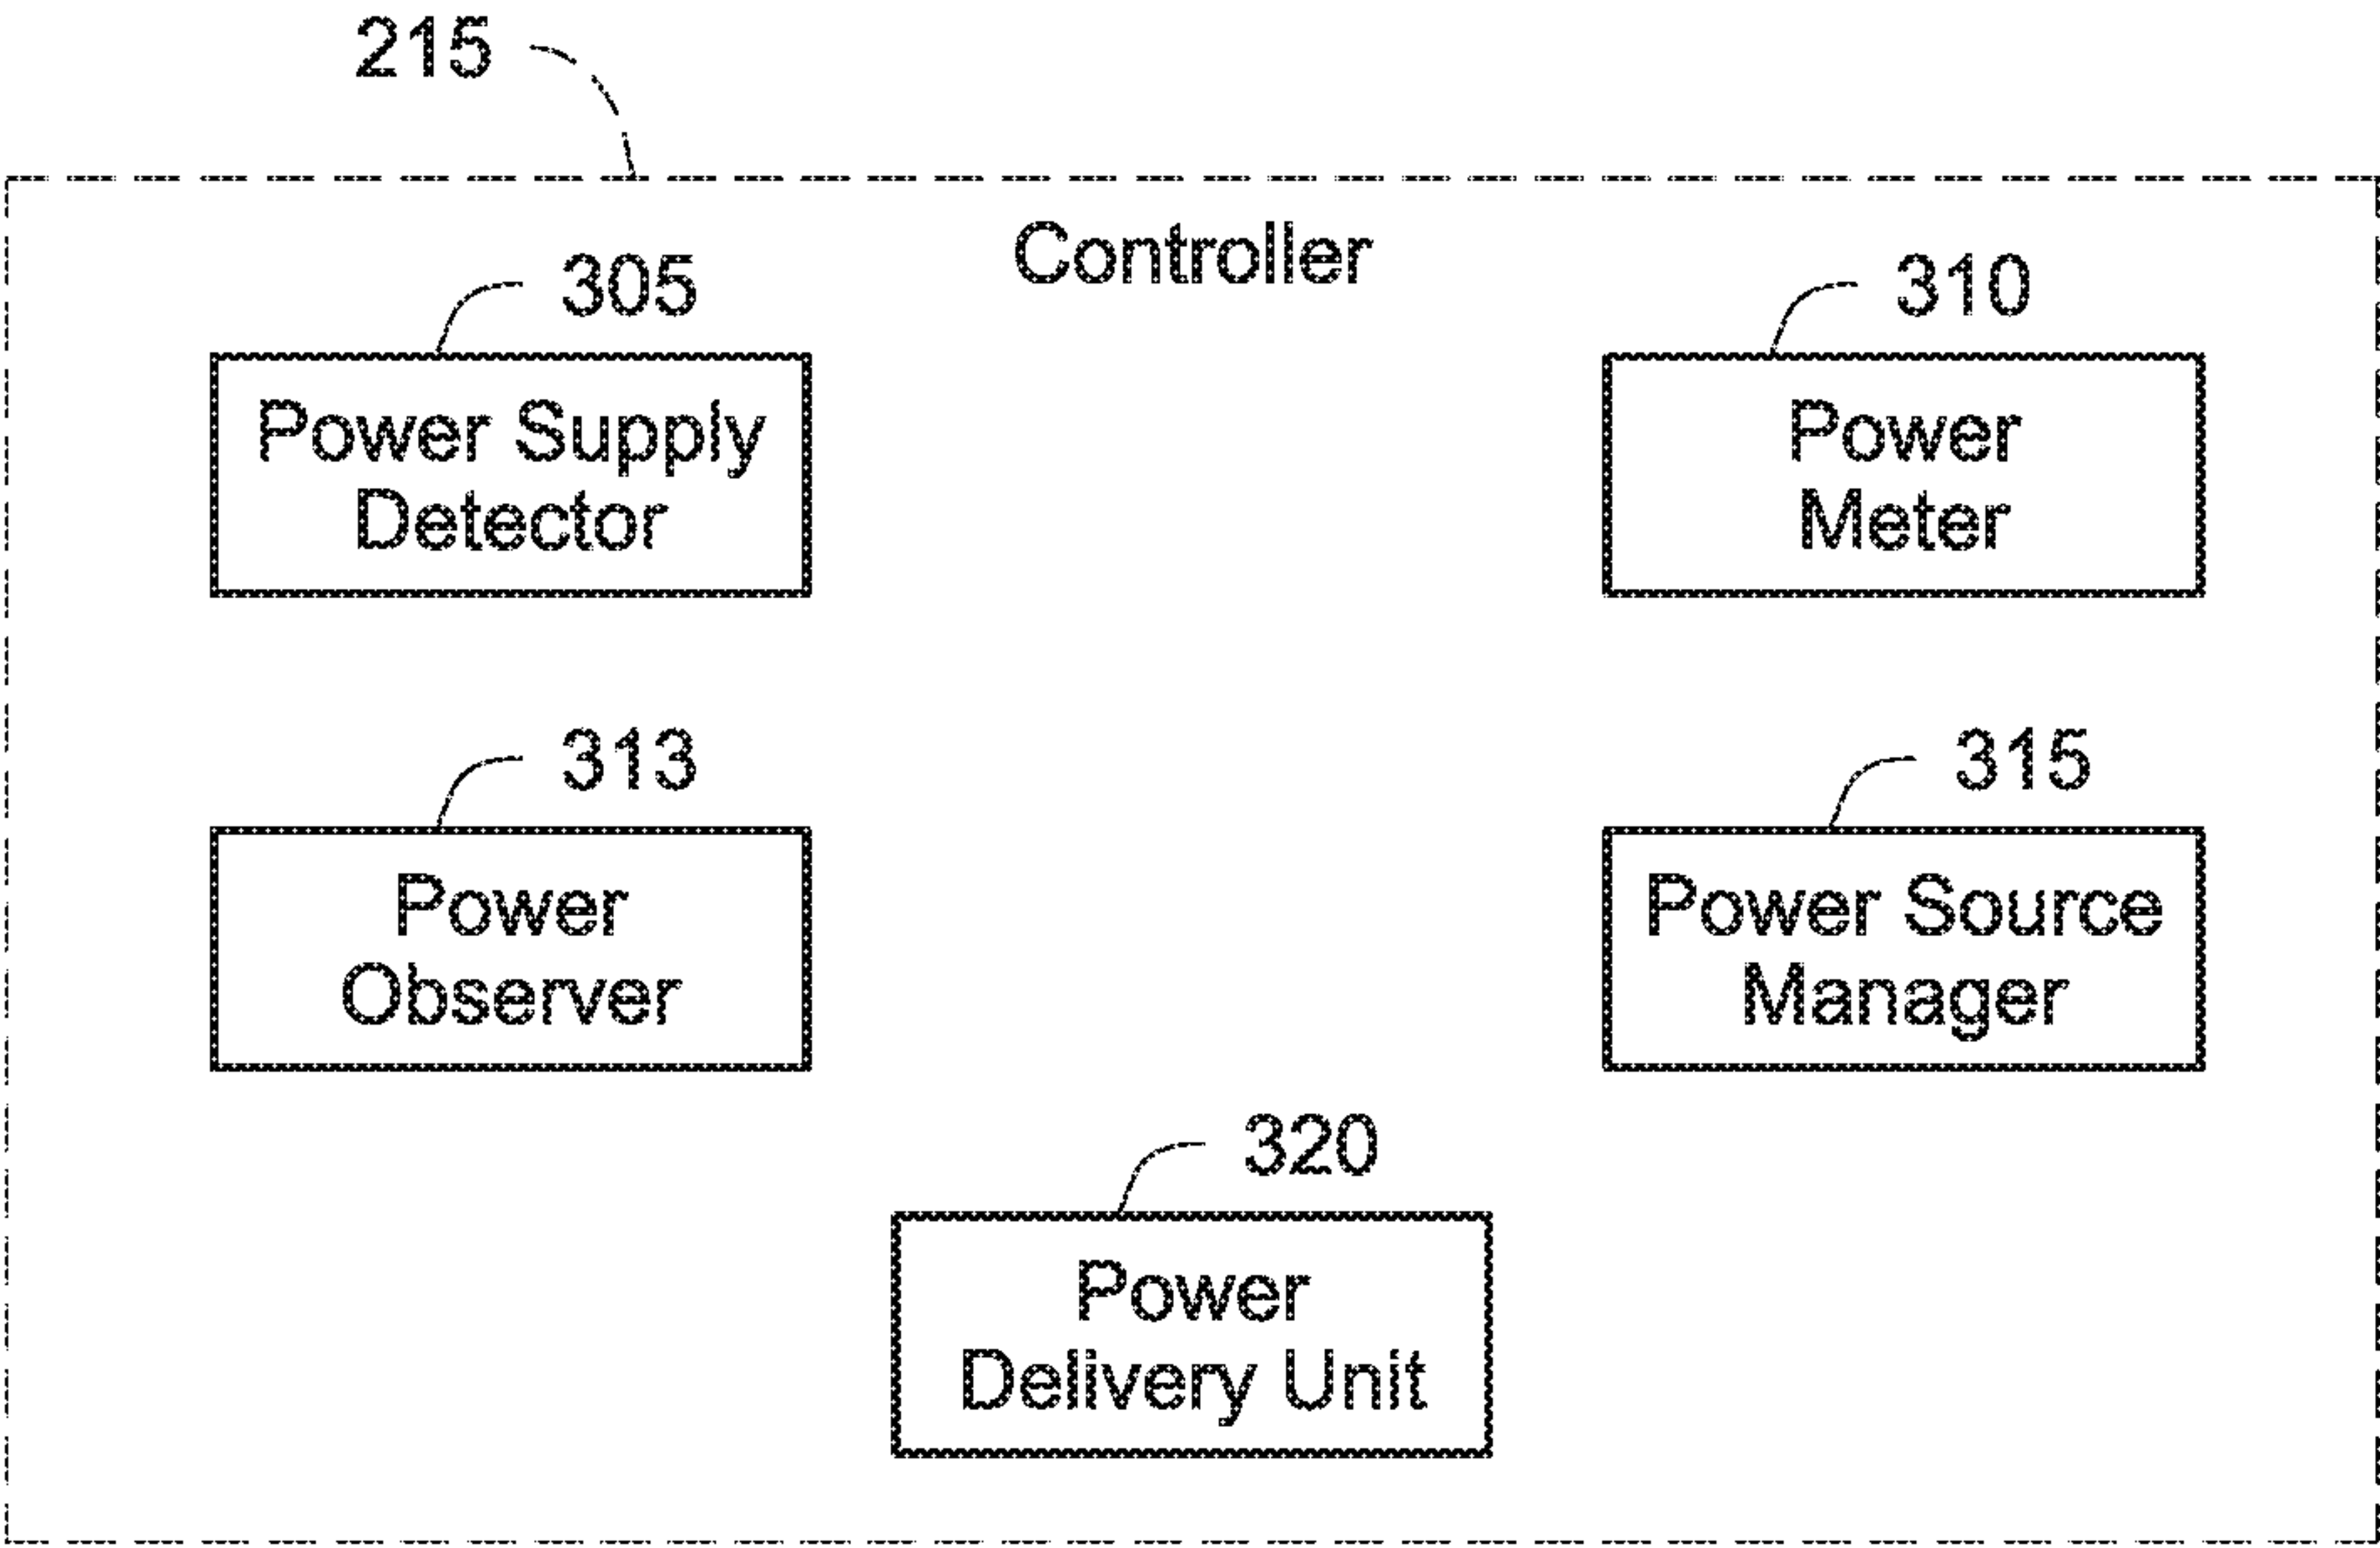 215
Controller
305
310
Power Supply
Detector
Power
Meter
313
315
Power
Observer
Power Source
Manager
320
Power
Delivery Unit